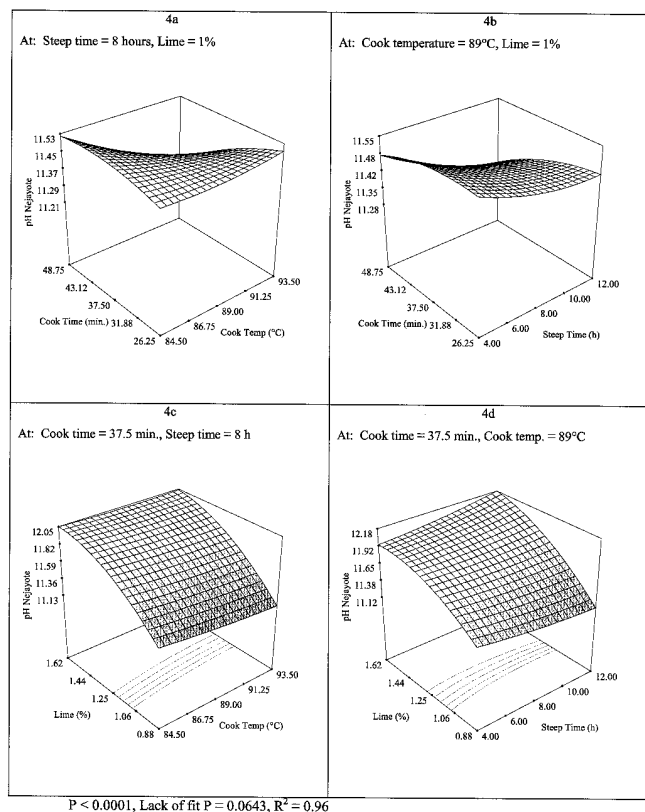 4a
At: Steep time = 8 hours, Lime = 1%
11.53
11.45
11.37
11.29
11.21
pH Nejayote
48.75
43.12
37.50
Cook Time (min.) 31.88
26.25
84.50
86.75
89.00
91.25
93.50
Cook Temp (°C)
4b
At: Cook temperature = 89°C, Lime = 1%
11.55
11.48
11.42
11.35
11.28
pH Nejayote
48.75
43.12
37.50
Cook Time (min.) 31.88
26.25
4.00
6.00
8.00
10.00
12.00
Steep Time (h)
4c
At: Cook time = 37.5 min., Steep time = 8 h
12.05
11.82
11.59
11.36
11.13
pH Nejayote
1.62
1.44
1.25
1.06
0.88
Lime (%)
84.50
86.75
89.00
91.25
93.50
Cook Temp (°C)
4d
At: Cook time = 37.5 min., Cook temp. = 89°C
12.18
11.92
11.65
11.38
11.12
pH Nejayote
1.62
1.44
1.25
1.06
0.88
Lime (%)
4.00
6.00
8.00
10.00
12.00
Steep Time (h)
P < 0.0001, Lack of fit P = 0.0643, R² = 0.96